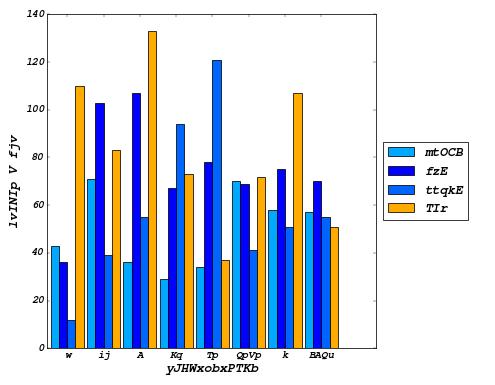 140
120
100
80
60
40
20
0
lvINIp V fjv
w ij A Kq Tp QpVp k BAQu
yJHWxobxPTKb
mtOCB
fzE
ttqkE
TIr